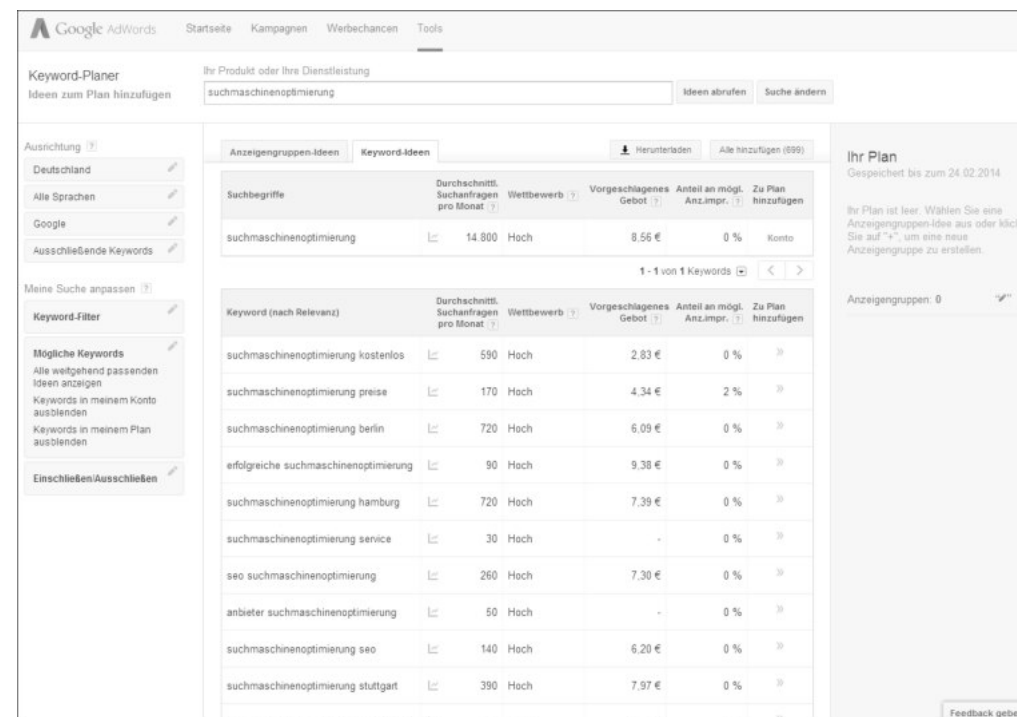 Google AdWords Startseite Kampagnen Werbechancen Tools
Keyword-Planer
Ideen zum Plan hinzufügen
Ihr Produkt oder Ihre Dienstleistung
suchmaschinenoptimierung Ideen abrufen Suche ändern
Ausrichtung ?
Deutschland
Alle Sprachen
Google
Ausschließende Keywords
Meine Suche anpassen ?
Keyword-Filter
Mögliche Keywords
Alle weitgehend passenden
Ideen anzeigen
Keywords in meinem Konto
ausblenden
Keywords in meinem Plan
ausblenden
Einschließen/Ausschließen
Anzeigengruppen-Ideen Keyword-Ideen Herunterladen Alle hinzufügen (699)
Suchbegriffe Durchschnittl. Suchanfragen pro Monat ? Wettbewerb ? Vorgeschlagenes Gebot ? Anteil an mögl. Anz.impr. ? Zu Plan hinzufügen
suchmaschinenoptimierung 14.800 Hoch 8,56 € 0 % Konto
1 - 1 von 1 Keywords
Keyword (nach Relevanz) Durchschnittl. Suchanfragen pro Monat ? Wettbewerb ? Vorgeschlagenes Gebot ? Anteil an mögl. Anz.impr. ? Zu Plan hinzufügen
suchmaschinenoptimierung kostenlos 590 Hoch 2,83 € 0 % »
suchmaschinenoptimierung preise 170 Hoch 4,34 € 2 % »
suchmaschinenoptimierung berlin 720 Hoch 6,09 € 0 % »
erfolgreiche suchmaschinenoptimierung 90 Hoch 9,38 € 0 % »
suchmaschinenoptimierung hamburg 720 Hoch 7,39 € 0 % »
suchmaschinenoptimierung service 30 Hoch - 0 % »
seo suchmaschinenoptimierung 260 Hoch 7,30 € 0 % »
anbieter suchmaschinenoptimierung 50 Hoch - 0 % »
suchmaschinenoptimierung seo 140 Hoch 6,20 € 0 % »
suchmaschinenoptimierung stuttgart 390 Hoch 7,97 € 0 % »
Ihr Plan
Gespeichert bis zum 24.02.2014
Ihr Plan ist leer. Wählen Sie eine
Anzeigengruppen-Idee aus oder klic
Sie auf "+", um eine neue
Anzeigengruppe zu erstellen.
Anzeigengruppen: 0
Feedback gebe